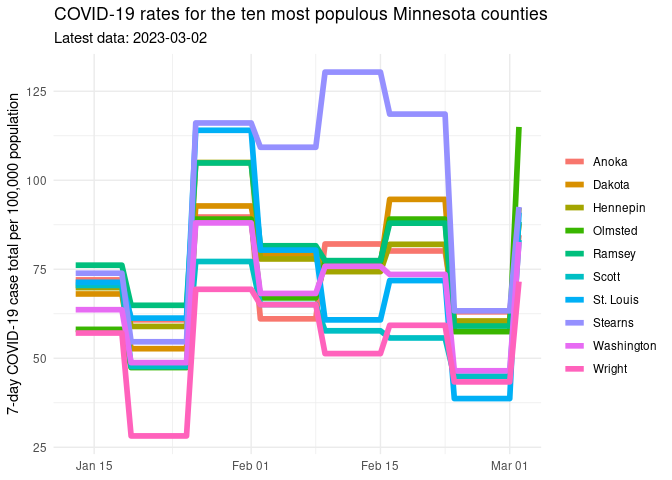 COVID-19 rates for the ten most populous Minnesota counties
Latest data: 2023-03-02
7-day COVID-19 case total per 100,000 population
125
100
75
50
25
Jan 15
Feb 01
Feb 15
Mar 01
Anoka
Dakota
Hennepin
Olmsted
Ramsey
Scott
St. Louis
Stearns
Washington
Wright